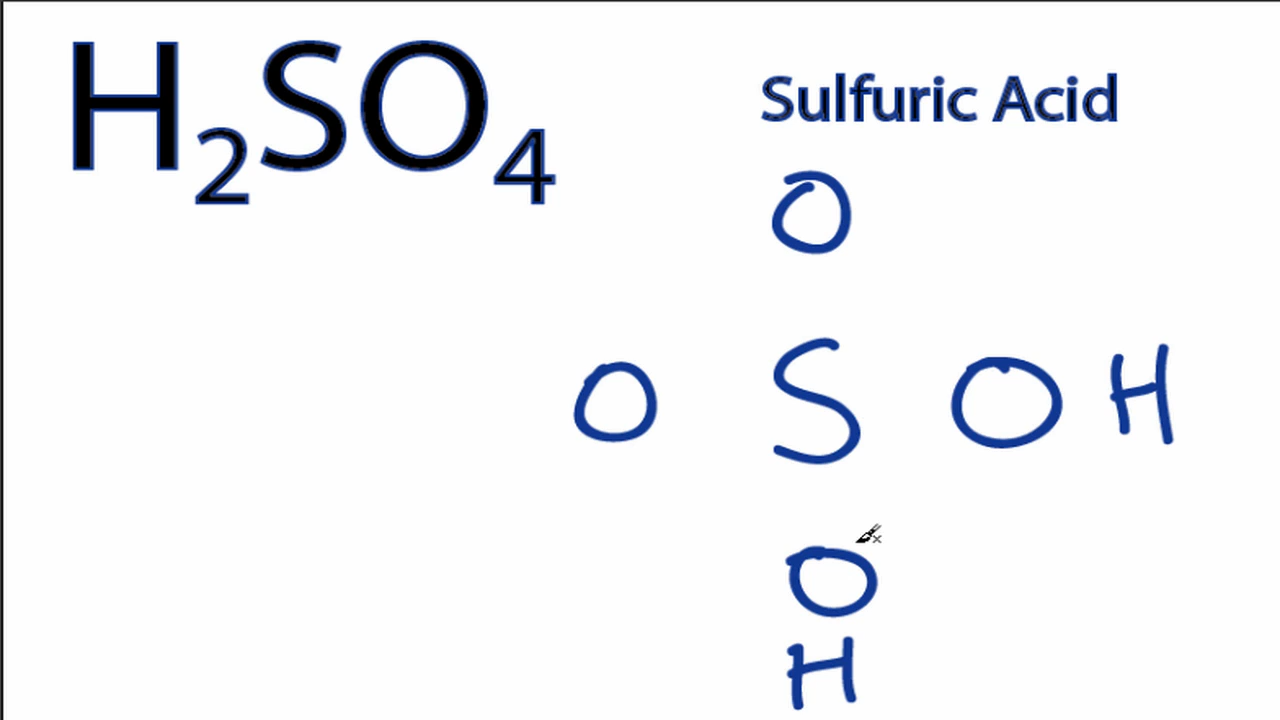 H₂SO₄
Sulfuric Acid
O
O S O H
O
H